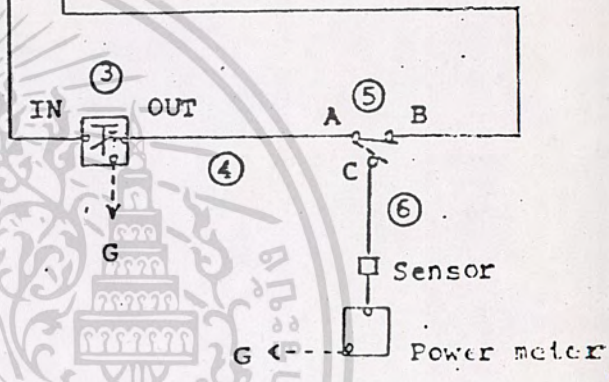 ③
IN OUT
⑤
A B
④
C
⑥
G
Sensor
G
Power meter